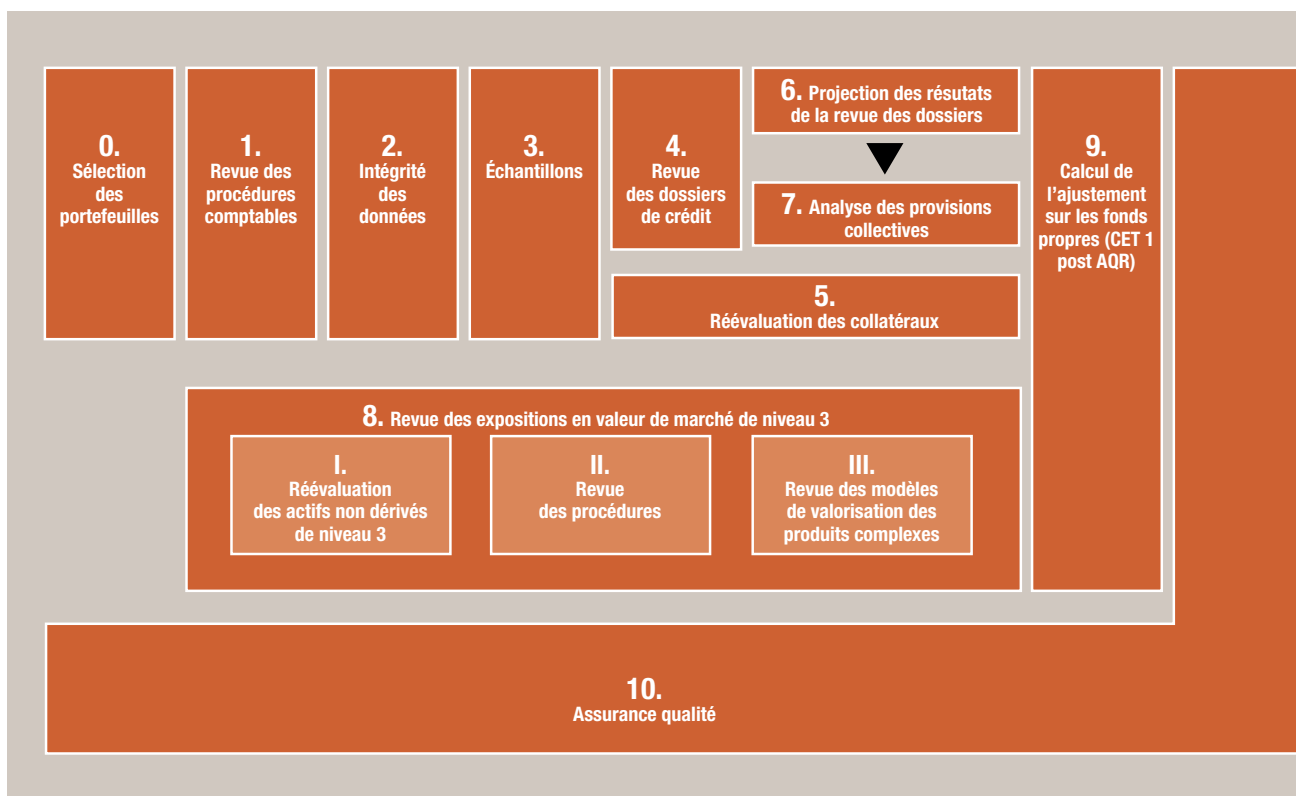 0.
Sélection
des
portefeuilles
1.
Revue des
procédures
comptables
2.
Intégrité
des
données
3.
Échantillons
4.
Revue
des dossiers
de crédit
6. Projection des résutats
de la revue des dossiers
7. Analyse des provisions
collectives
5.
Réévaluation des collatéraux
9.
Calcul de
l'ajustement
sur les fonds
propres (CET 1
post AQR)
8. Revue des expositions en valeur de marché de niveau 3
I.
Réévaluation
des actifs non dérivés
de niveau 3
II.
Revue
des procédures
III.
Revue des modèles
de valorisation des
produits complexes
10.
Assurance qualité